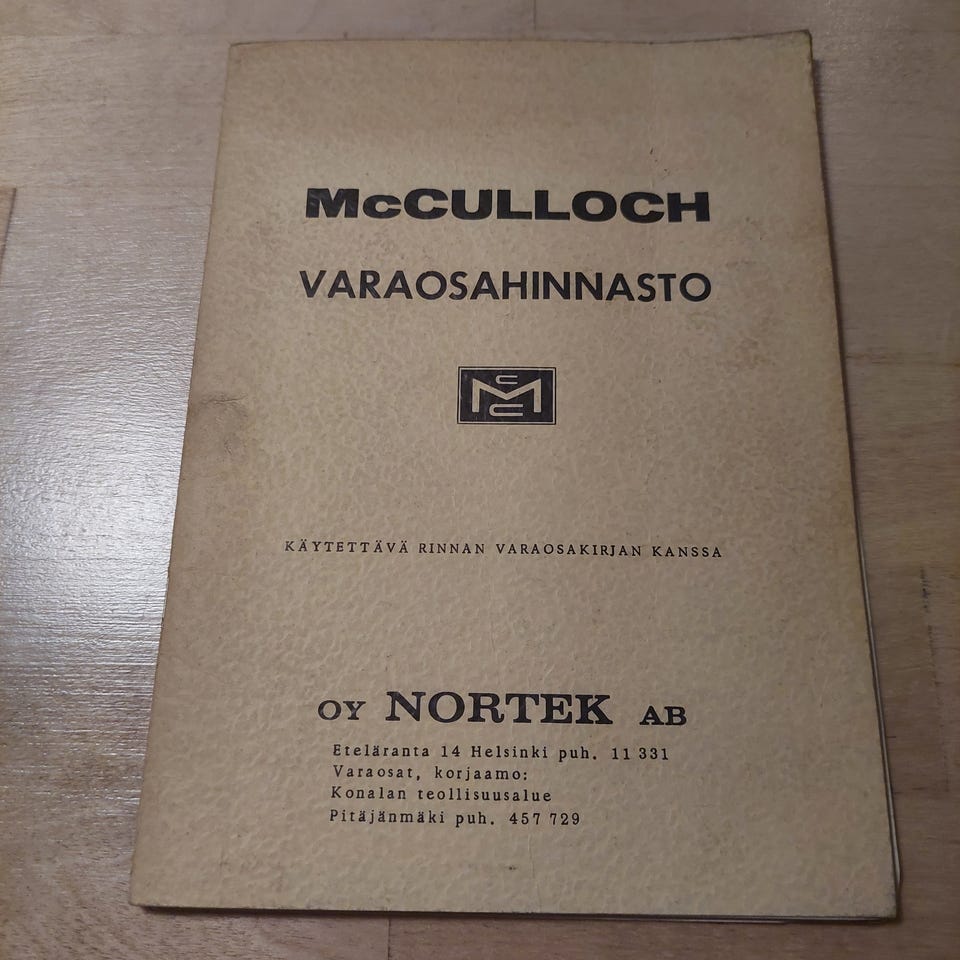 McCULLOCH
VARAOSAHINNASTO
MCC
KÄYTETTÄVÄ RINNAN VARAOSAKIRJAN KANSSA
OY NORTEK AB
Eteläranta 14 Helsinki puh. 11 331
Varaosat, korjaamo:
Konalan teollisuusalue
Pitäjänmäki puh. 457 729